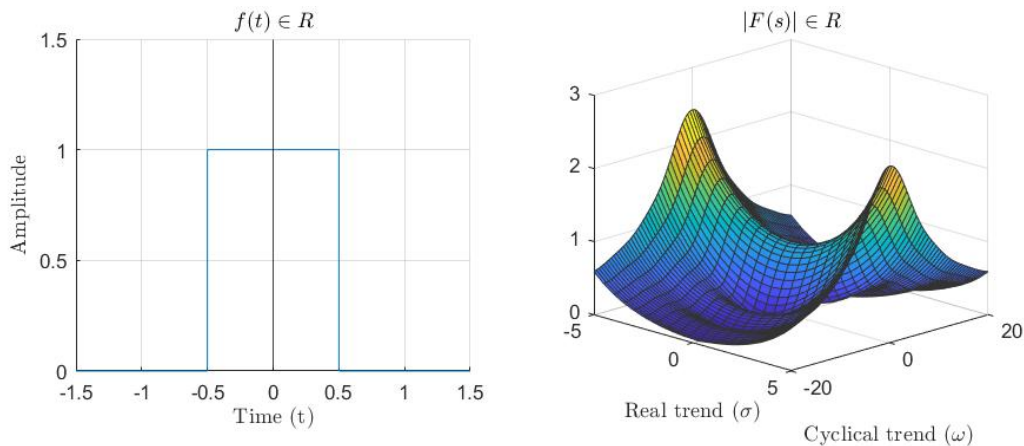 f(t) ∈ R
1.5
1
0.5
0
Amplitude
-1.5 -1 -0.5 0 0.5 1 1.5
Time (t)
|F(s)| ∈ R
3
2
1
0
-5 0 5
Real trend (σ)
-20 0 20
Cyclical trend (ω)